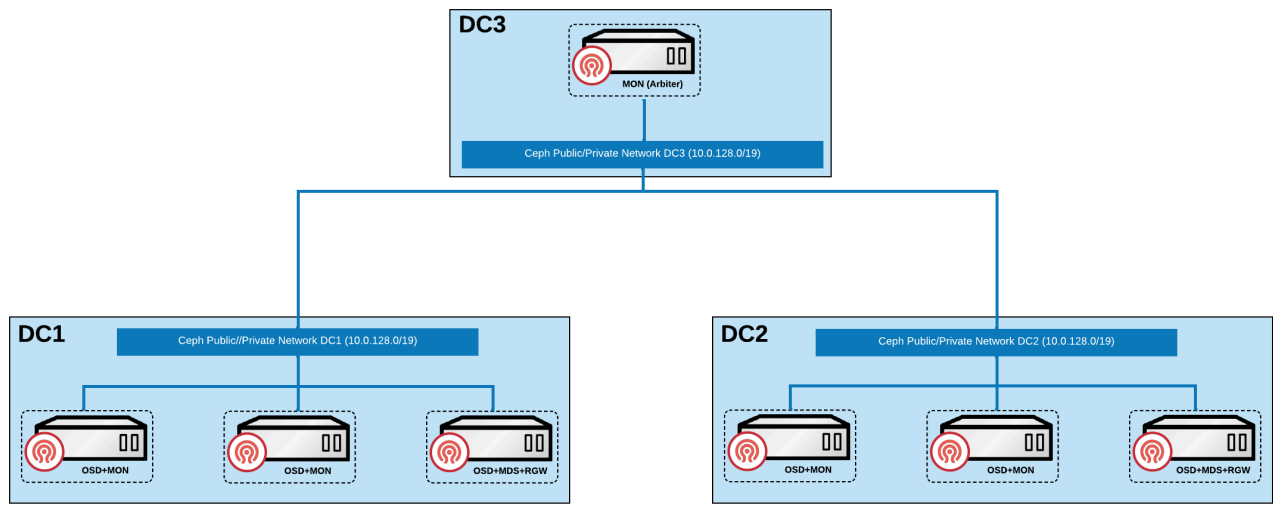 DC3
MON (Arbiter)
Ceph Public/Private Network DC3 (10.0.128.0/19)
DC1
Ceph Public//Private Network DC1 (10.0.128.0/19)
OSD+MON
OSD+MON
OSD+MDS+RGW
DC2
Ceph Public/Private Network DC2 (10.0.128.0/19)
OSD+MON
OSD+MON
OSD+MDS+RGW